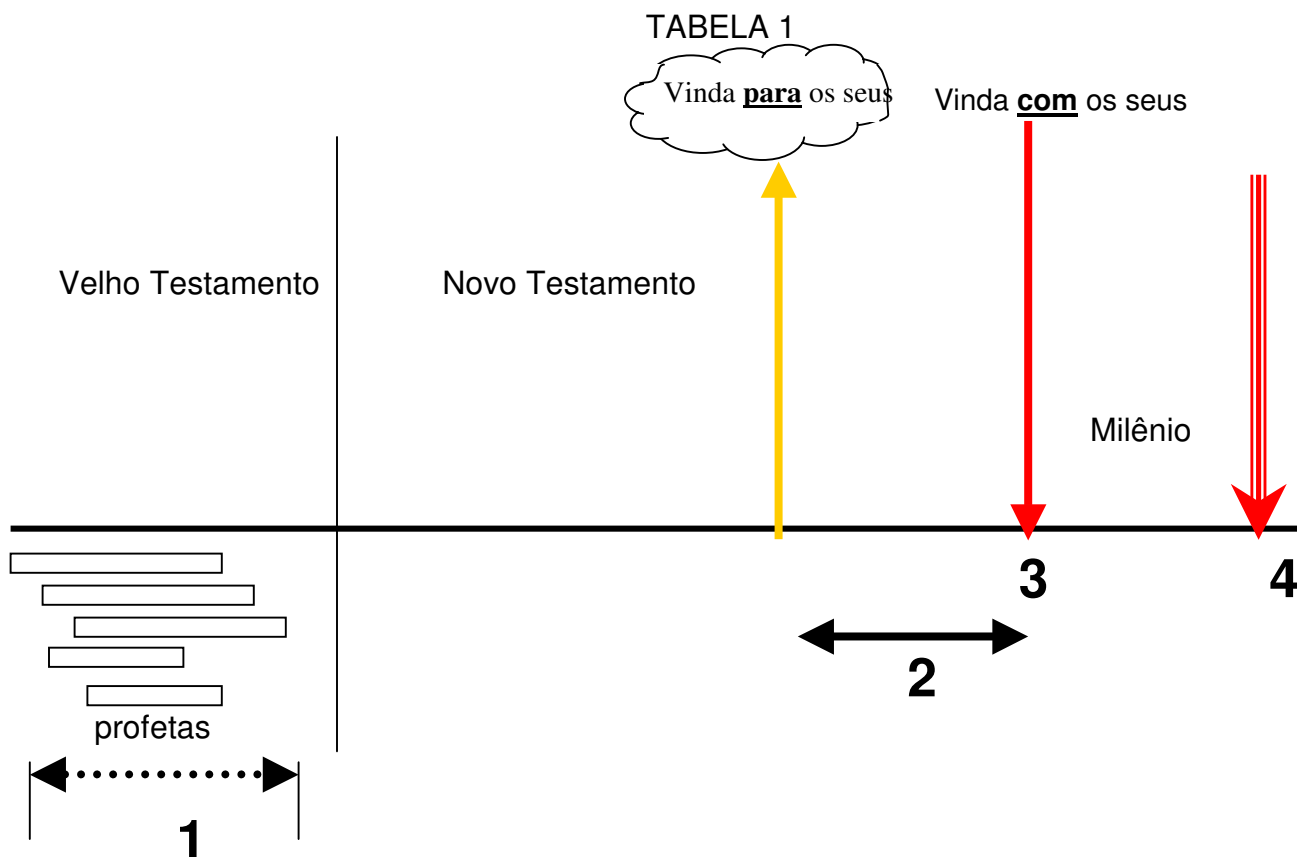 TABELA 1
Vinda para os seus
Vinda com os seus
Velho Testamento
Novo Testamento
Milênio
3
4
2
profetas
1